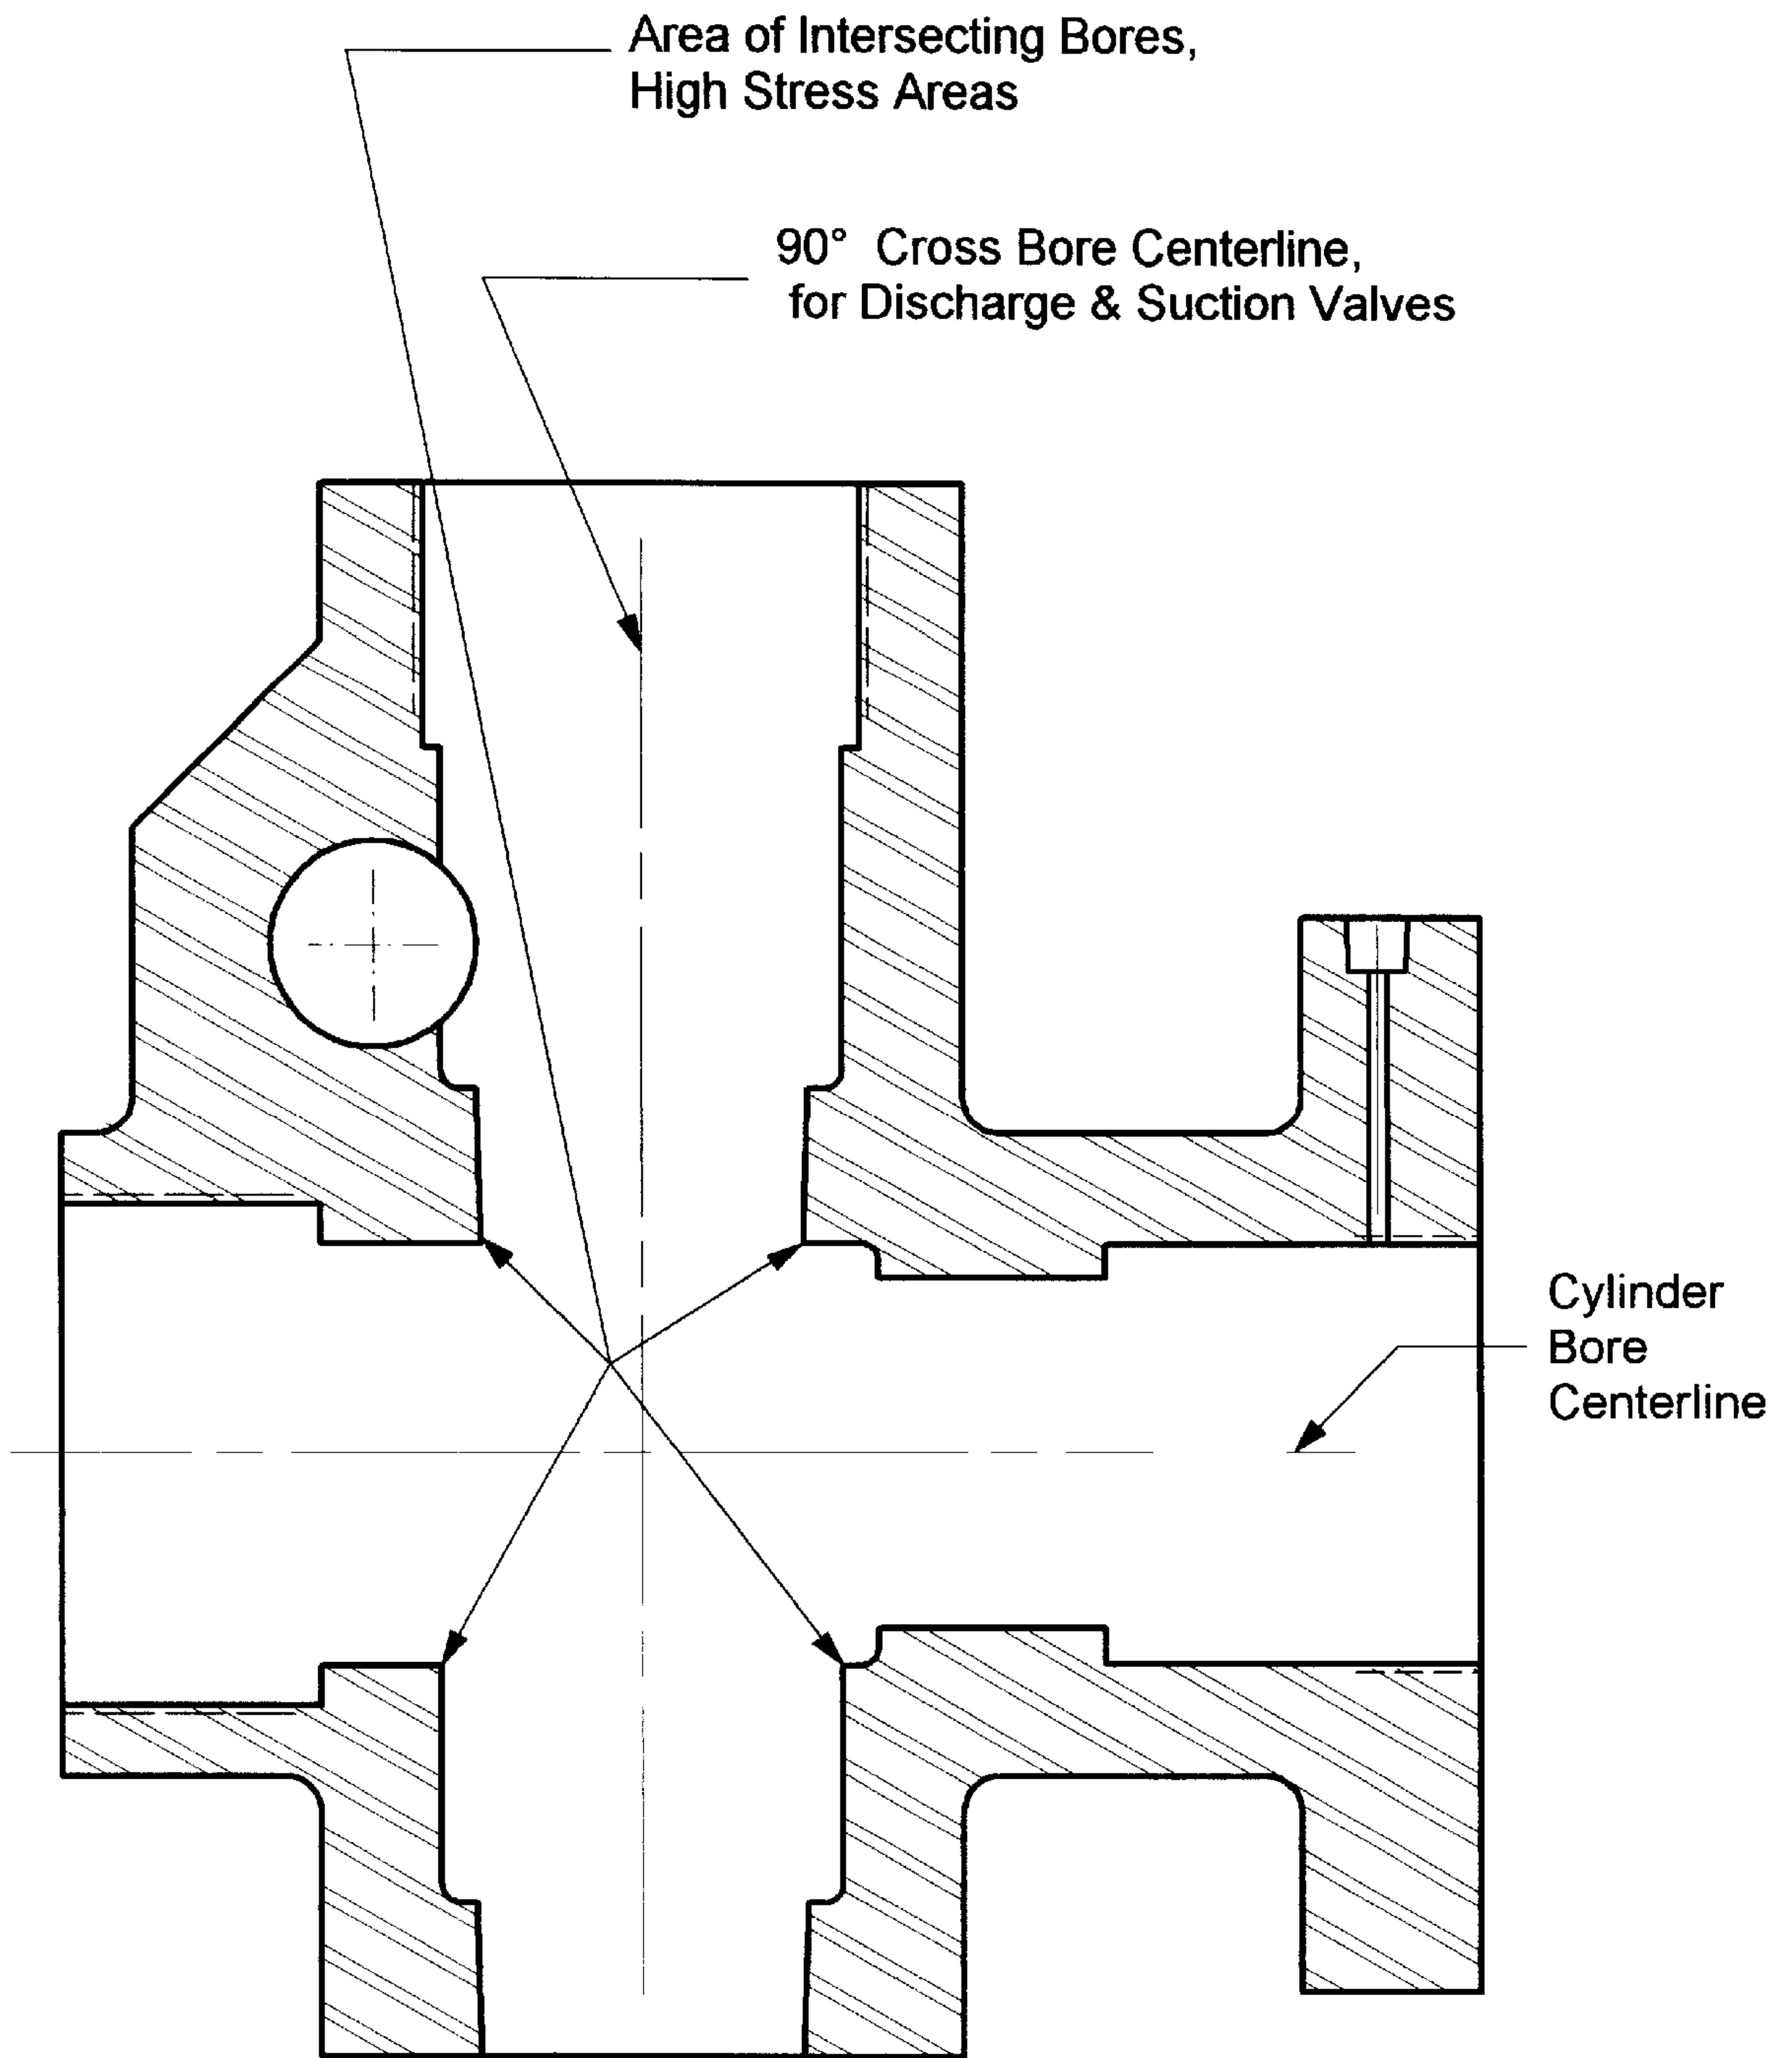 Area of Intersecting Bores,
High Stress Areas
90° Cross Bore Centerline,
for Discharge & Suction Valves
Cylinder
Bore
Centerline